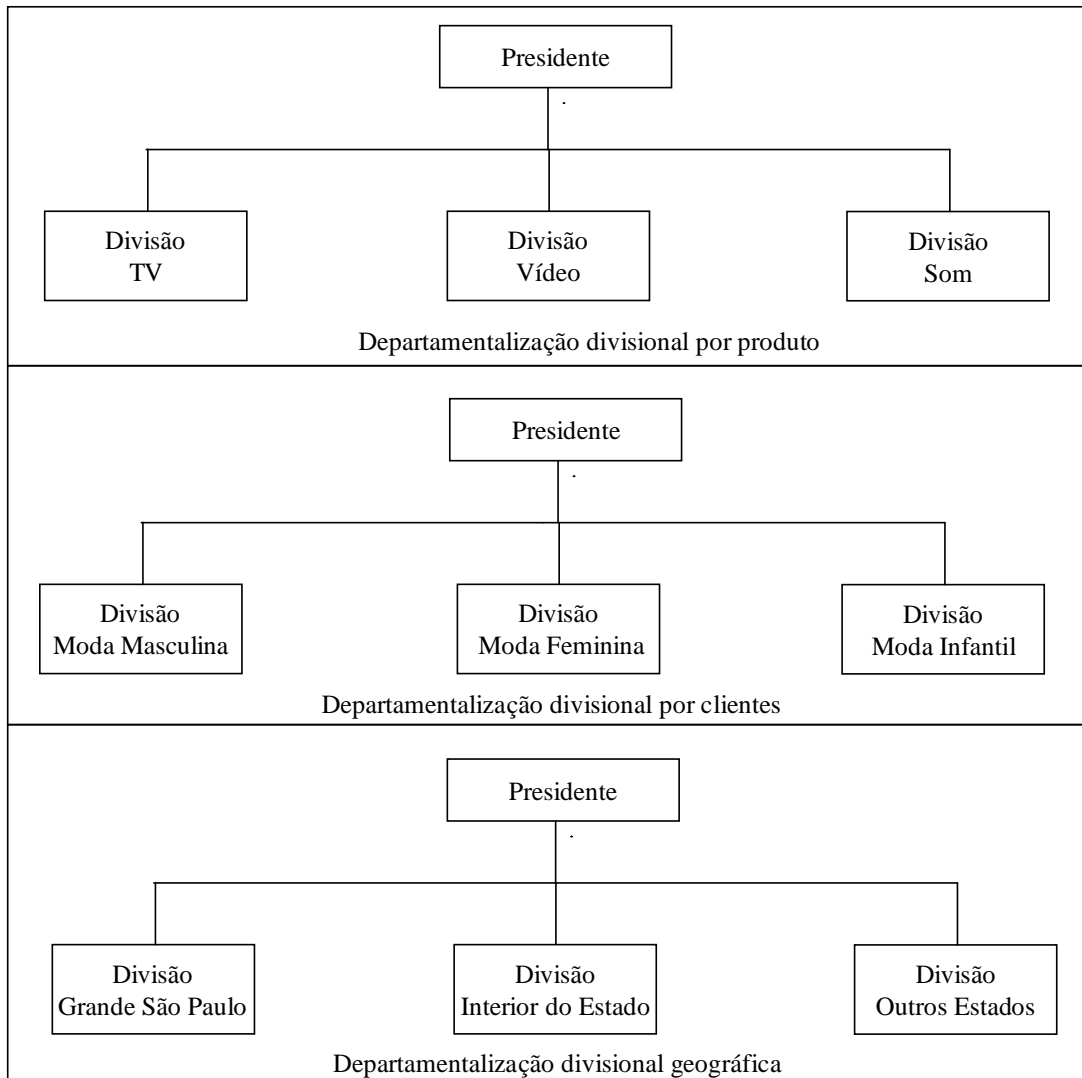 Presidente
Divisão
TV
Divisão
Vídeo
Divisão
Som
Departamentalização divisional por produto
Presidente
Divisão
Moda Masculina
Divisão
Moda Feminina
Divisão
Moda Infantil
Departamentalização divisional por clientes
Presidente
Divisão
Grande São Paulo
Divisão
Interior do Estado
Divisão
Outros Estados
Departamentalização divisional geográfica